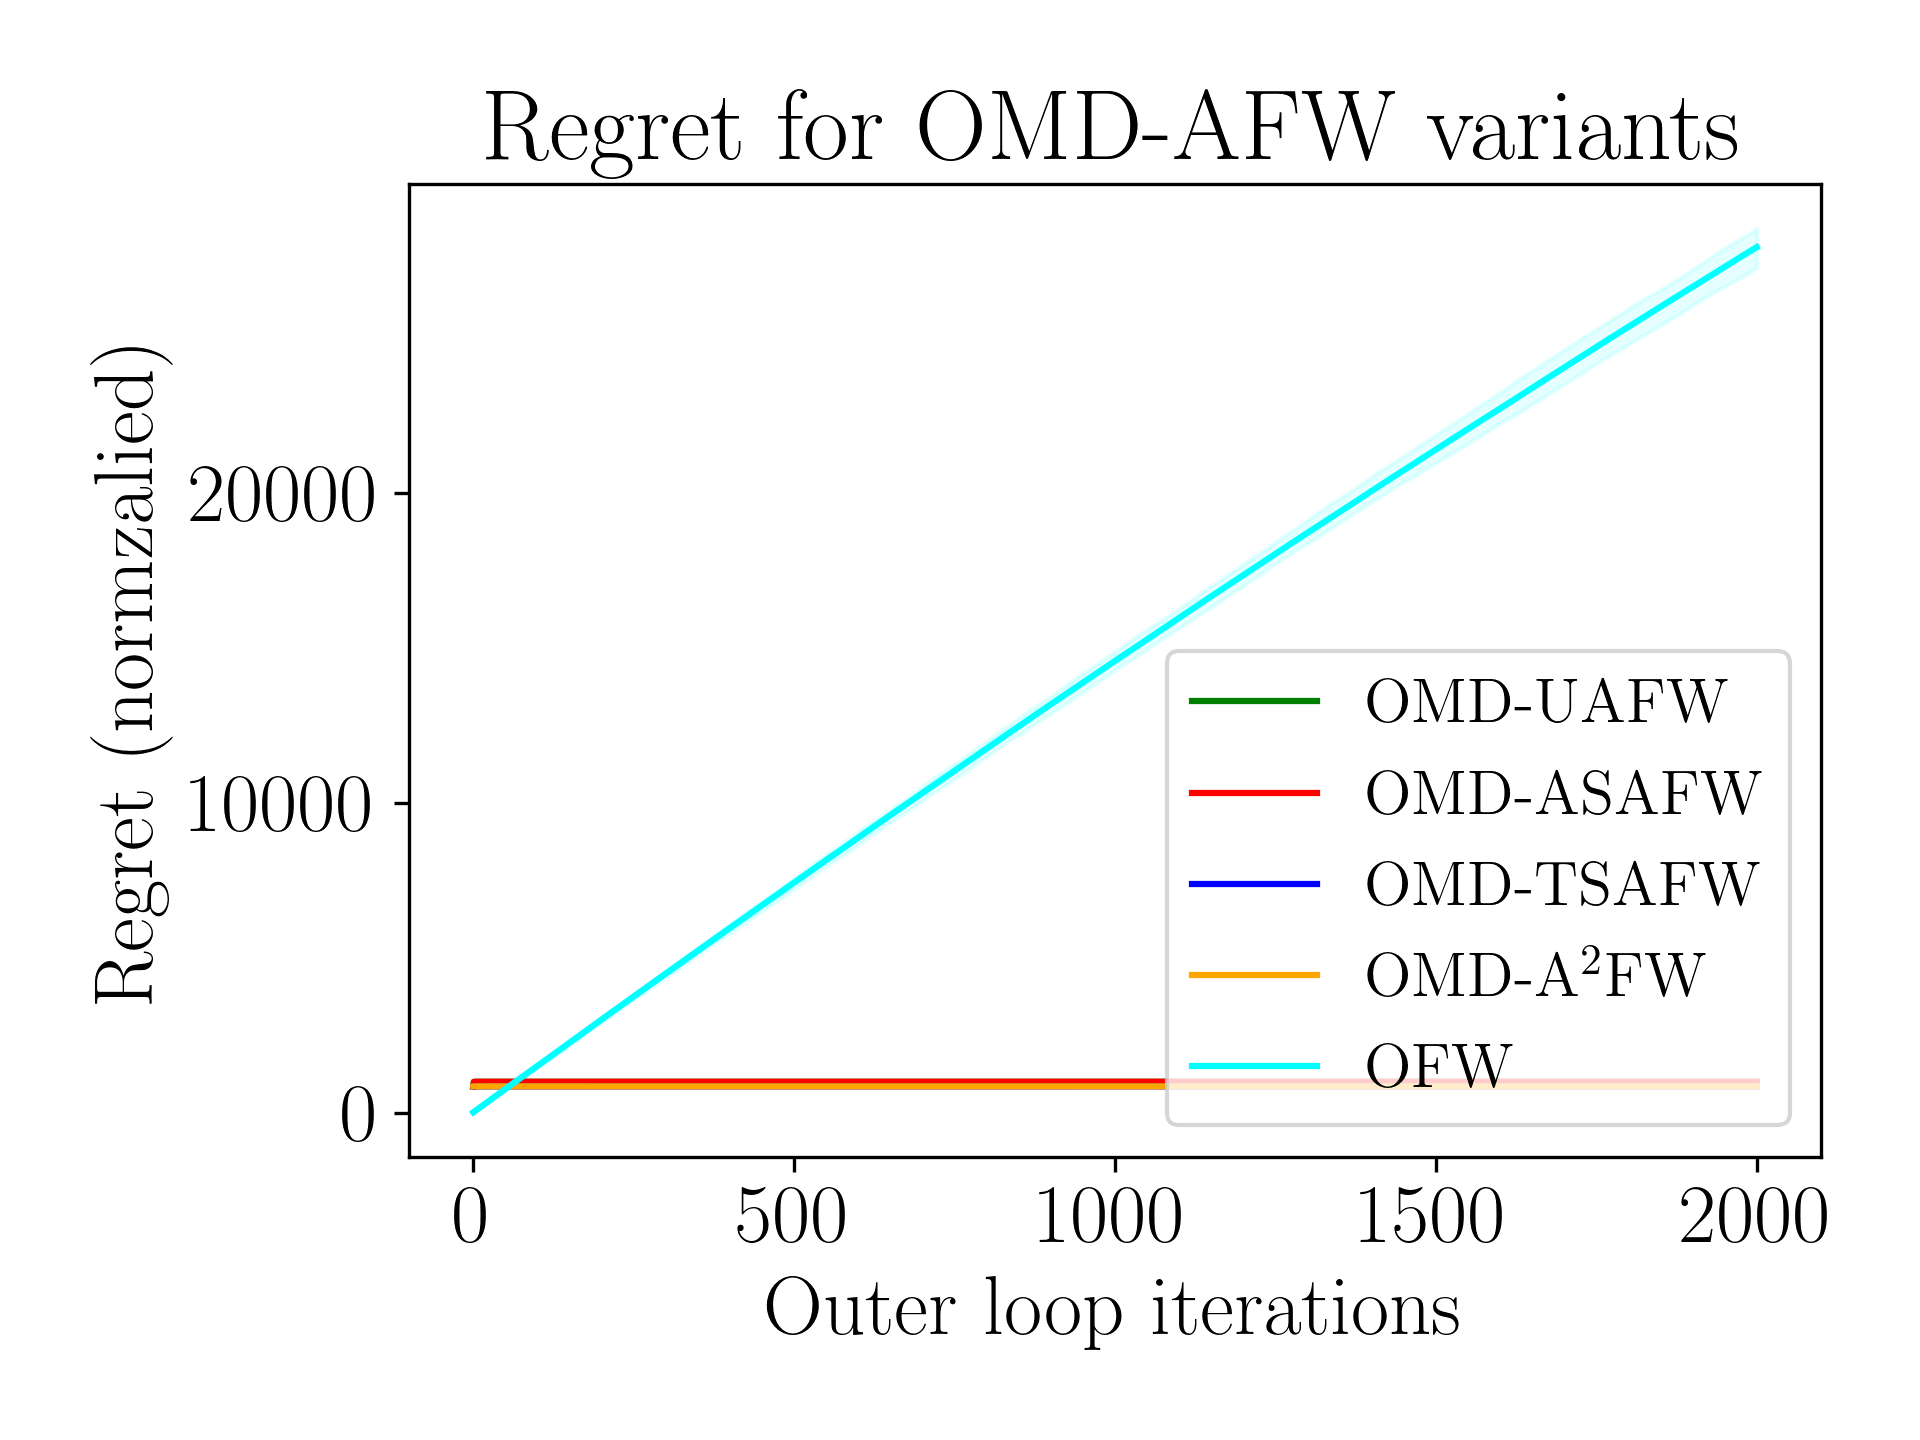 Regret for OMD-AFW variants
Regret (normzalied)
20000
10000
0
OMD-UAFW
OMD-ASAFW
OMD-TSAFW
OMD-A²FW
OFW
0 500 1000 1500 2000
Outer loop iterations